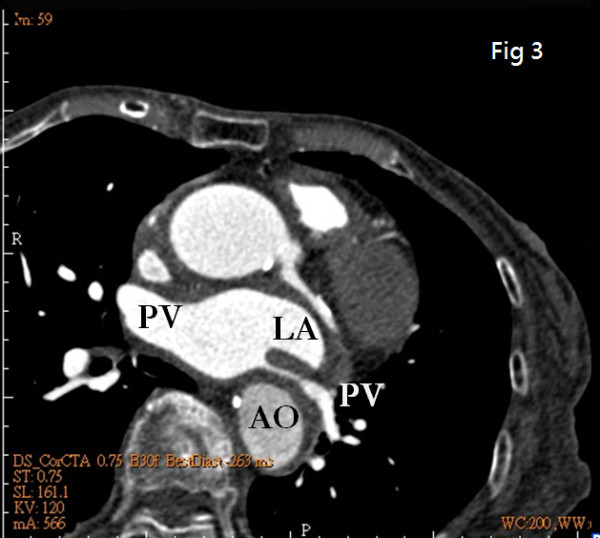 Im: 59
Fig 3
R
PV
LA
PV
AO
DS_CorCTA 0.75 B30f BestDiast -263 ms
ST: 0.75
SL: 161.1
KV: 120
mA: 566
P
WC:200 ,WW: